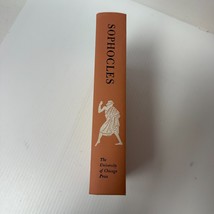 SOPHOCLES
The
University
of Chicago
Press